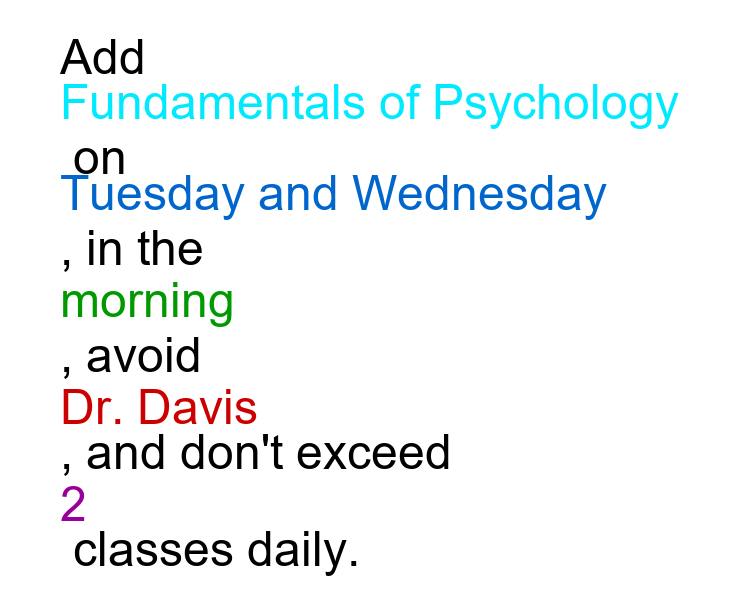 Add
Fundamentals of Psychology
on
Tuesday and Wednesday
, in the
morning
, avoid
Dr. Davis
, and don't exceed
2
classes daily.